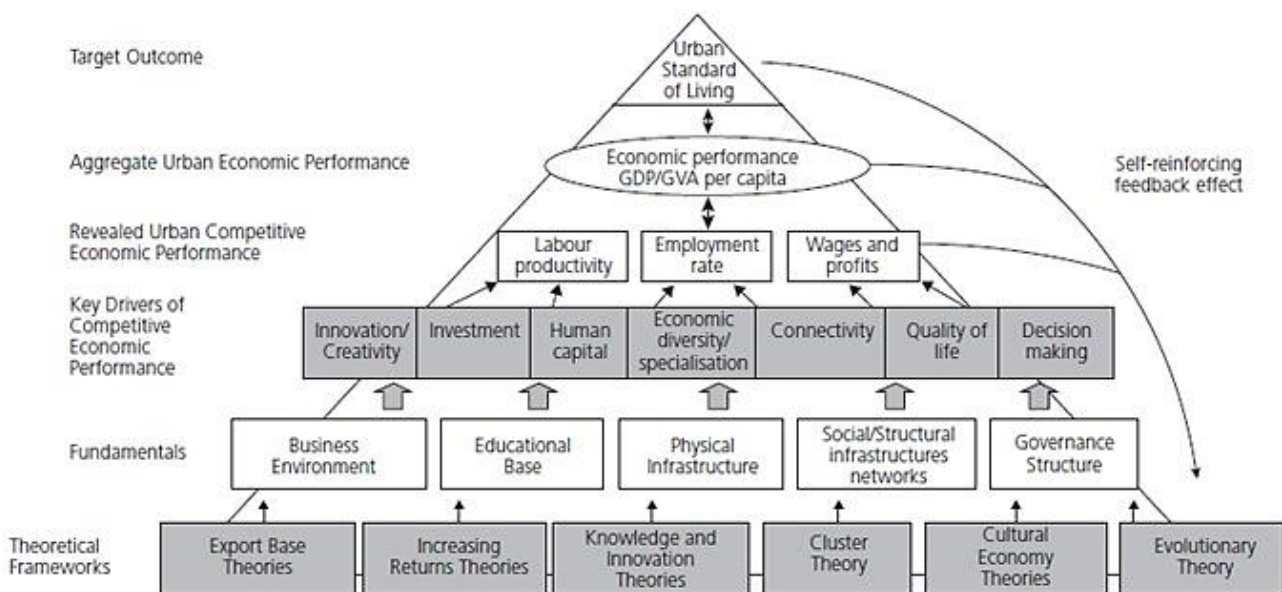 Target Outcome
Urban
Standard
of Living
Aggregate Urban Economic Performance
Economic performance
GDP/GVA per capita
Self-reinforcing
feedback effect
Revealed Urban Competitive
Economic Performance
Labour
productivity
Employment
rate
Wages and
profits
Key Drivers of
Competitive
Economic
Performance
Innovation/
Creativity
Investment
Human
capital
Economic
diversity/
specialisation
Connectivity
Quality of
life
Decision
making
Fundamentals
Business
Environment
Educational
Base
Physical
Infrastructure
Social/Structural
infrastructures
networks
Governance
Structure
Theoretical
Frameworks
Export Base
Theories
Increasing
Returns Theories
Knowledge and
Innovation
Theories
Cluster
Theory
Cultural
Economy
Theories
Evolutionary
Theory